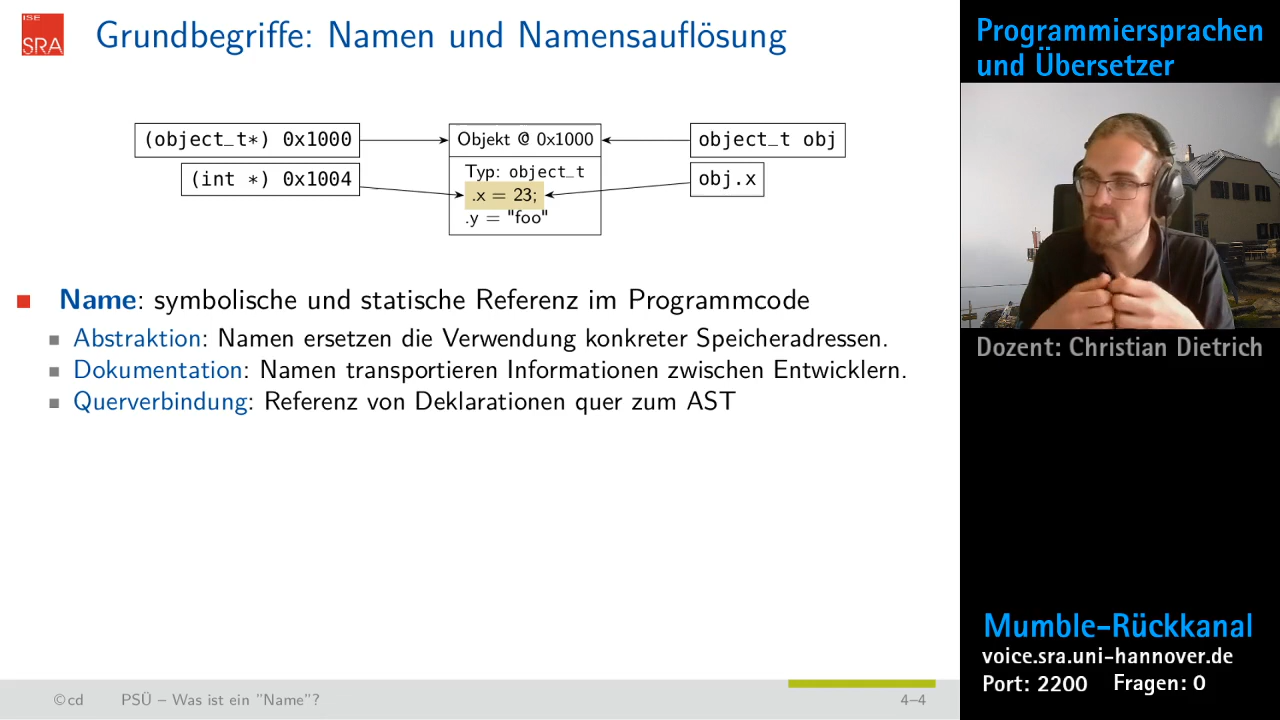 ISE
SRA
Grundbegriffe: Namen und Namensauflösung
(object_t*) 0x1000
Objekt @ 0x1000
object_t obj
(int *) 0x1004
Typ: object_t
.x = 23;
.y = "foo"
obj.x
Name: symbolische und statische Referenz im Programmcode
Abstraktion: Namen ersetzen die Verwendung konkreter Speicheradressen.
Dokumentation: Namen transportieren Informationen zwischen Entwicklern.
Querverbindung: Referenz von Deklarationen quer zum AST
©cd PSÜ – Was ist ein "Name"? 4–4
Programmiersprachen
und Übersetzer
Dozent: Christian Dietrich
Mumble-Rückkanal
voice.sra.uni-hannover.de
Port: 2200 Fragen: 0